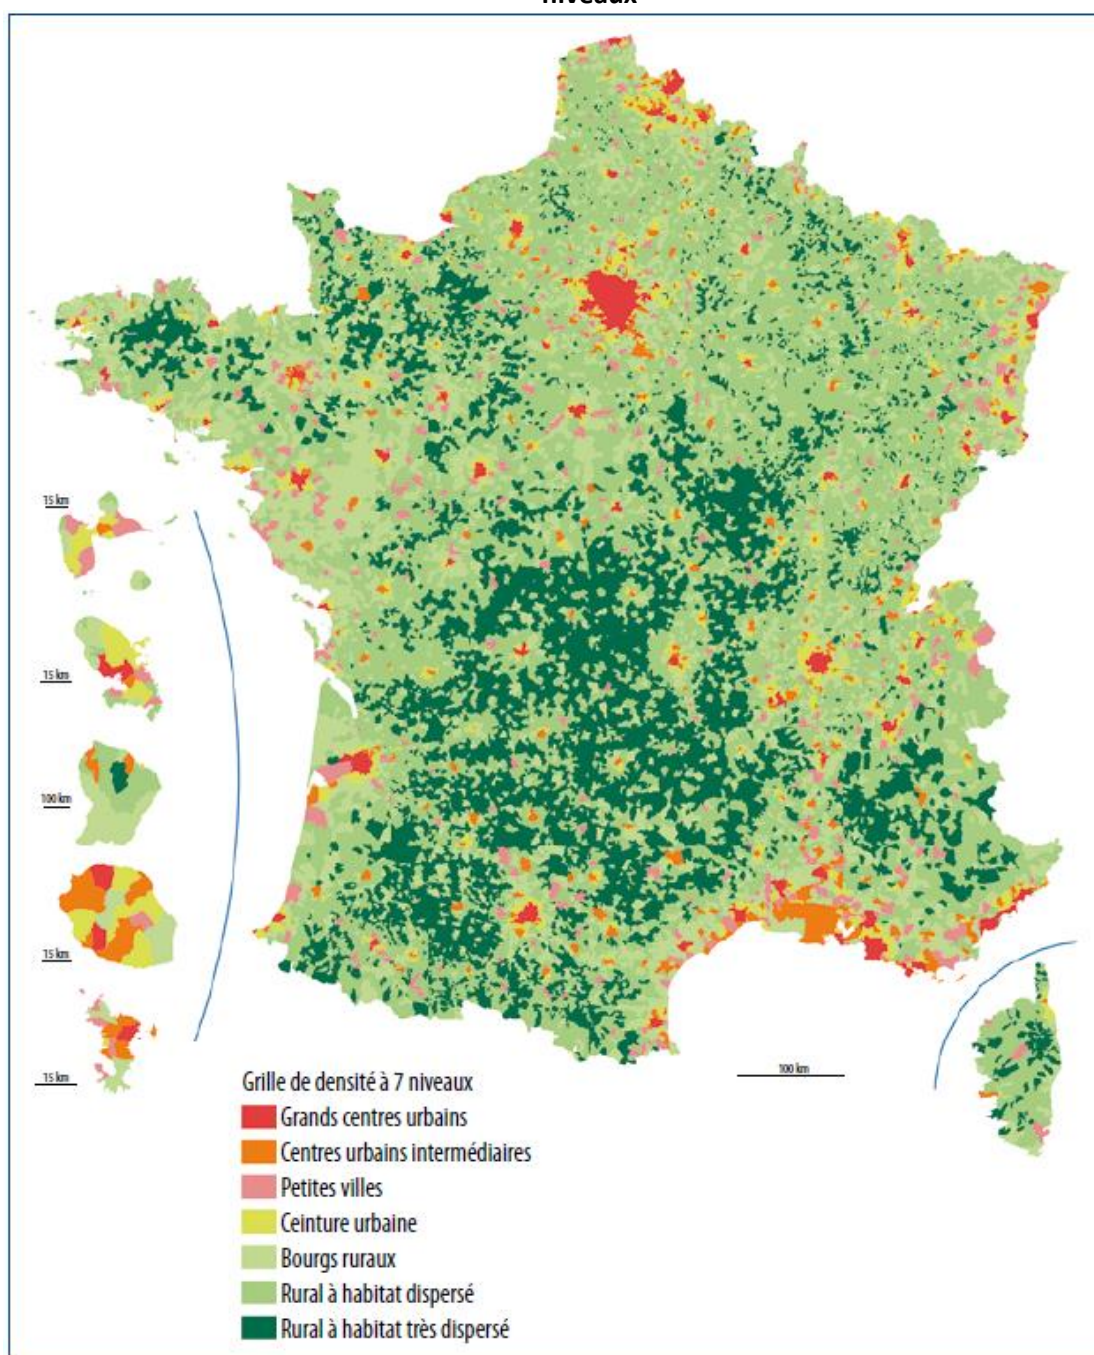 niveaux
15 km
15 km
100 km
15 km
15 km
100 km
Grille de densité à 7 niveaux
Grands centres urbains
Centres urbains intermédiaires
Petites villes
Ceinture urbaine
Bourgs ruraux
Rural à habitat dispersé
Rural à habitat très dispersé